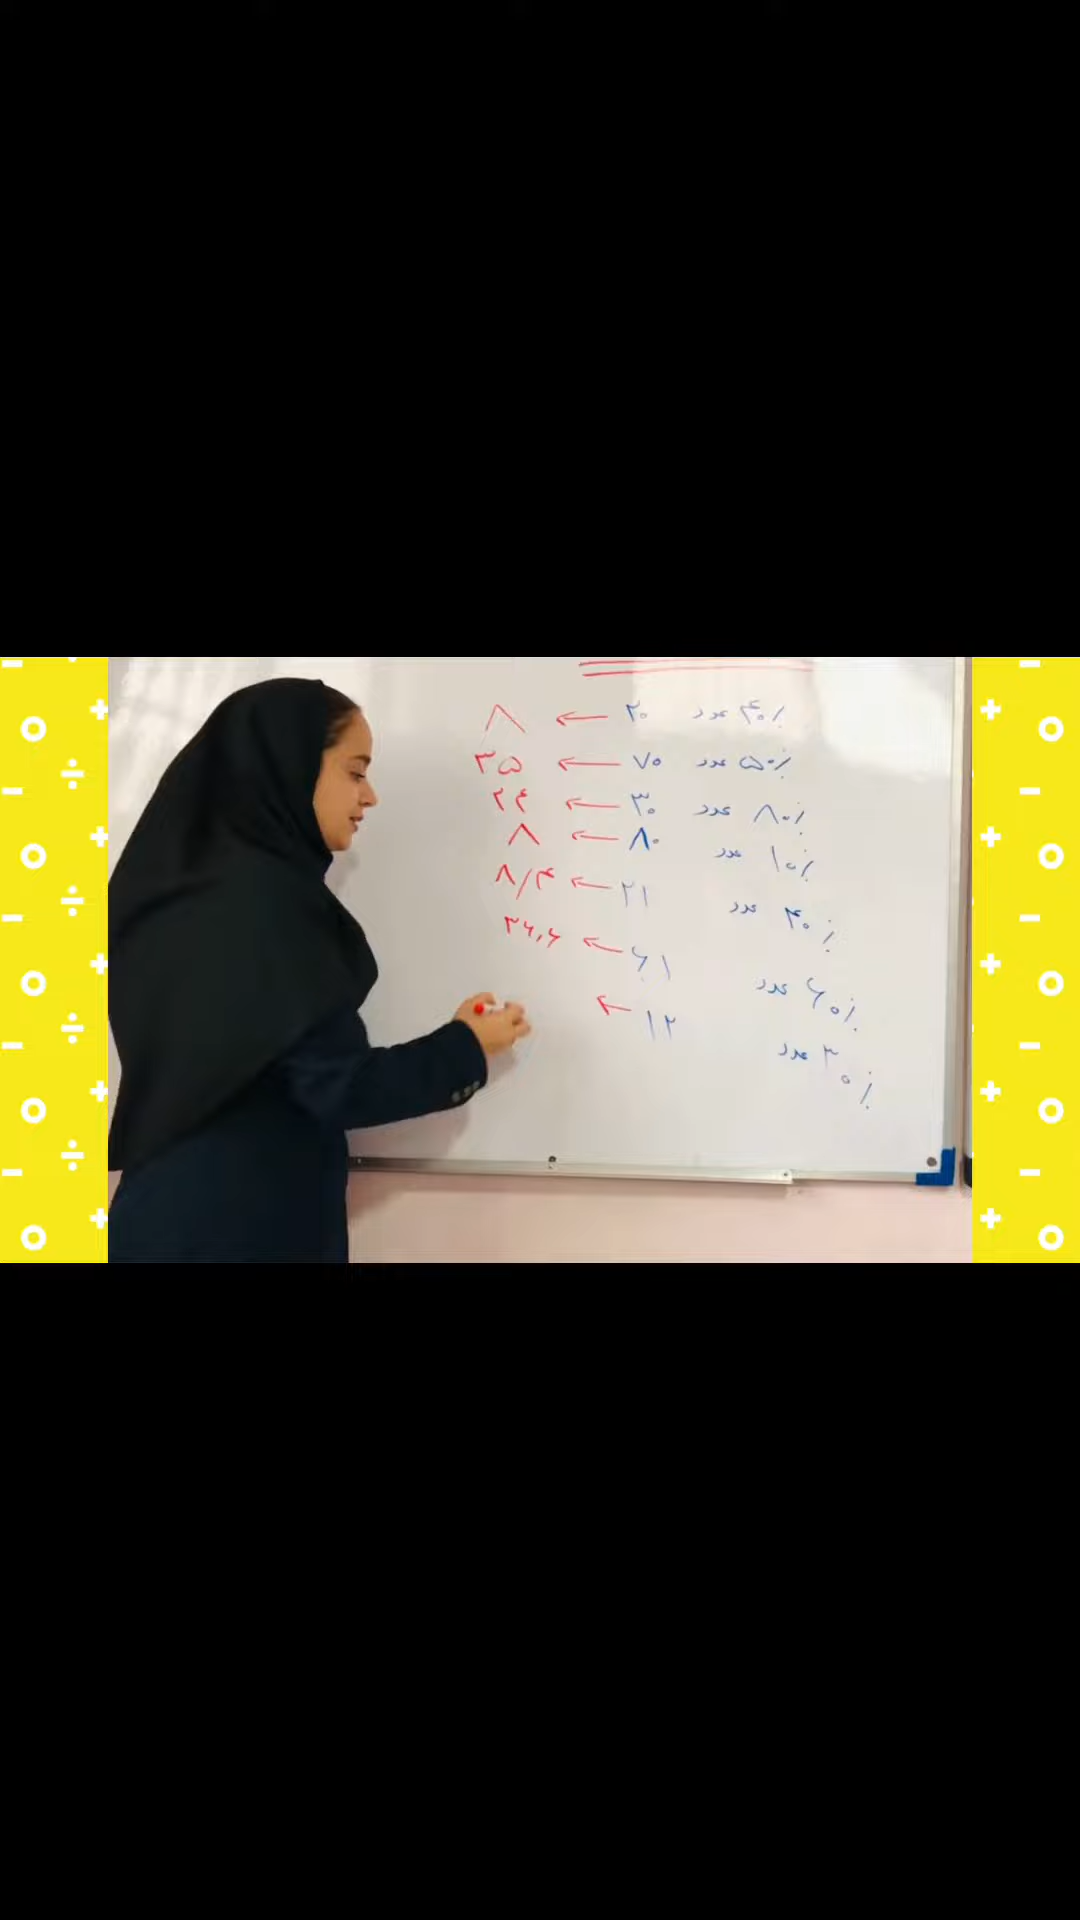 ٪۴۰ عدد ۲۰ ← ۸
٪۵۰ عدد ۷۰ ← ۳۵
٪۸۰ عدد ۳۰ ← ۲۴
٪۱۰ عدد ۸۰ ← ۸
٪۴۰ عدد ۲۱ ← ۸/۴
٪۶۰ عدد ۶۱ ← ۳۶,۶
٪۳۰ عدد ۱۲ ←